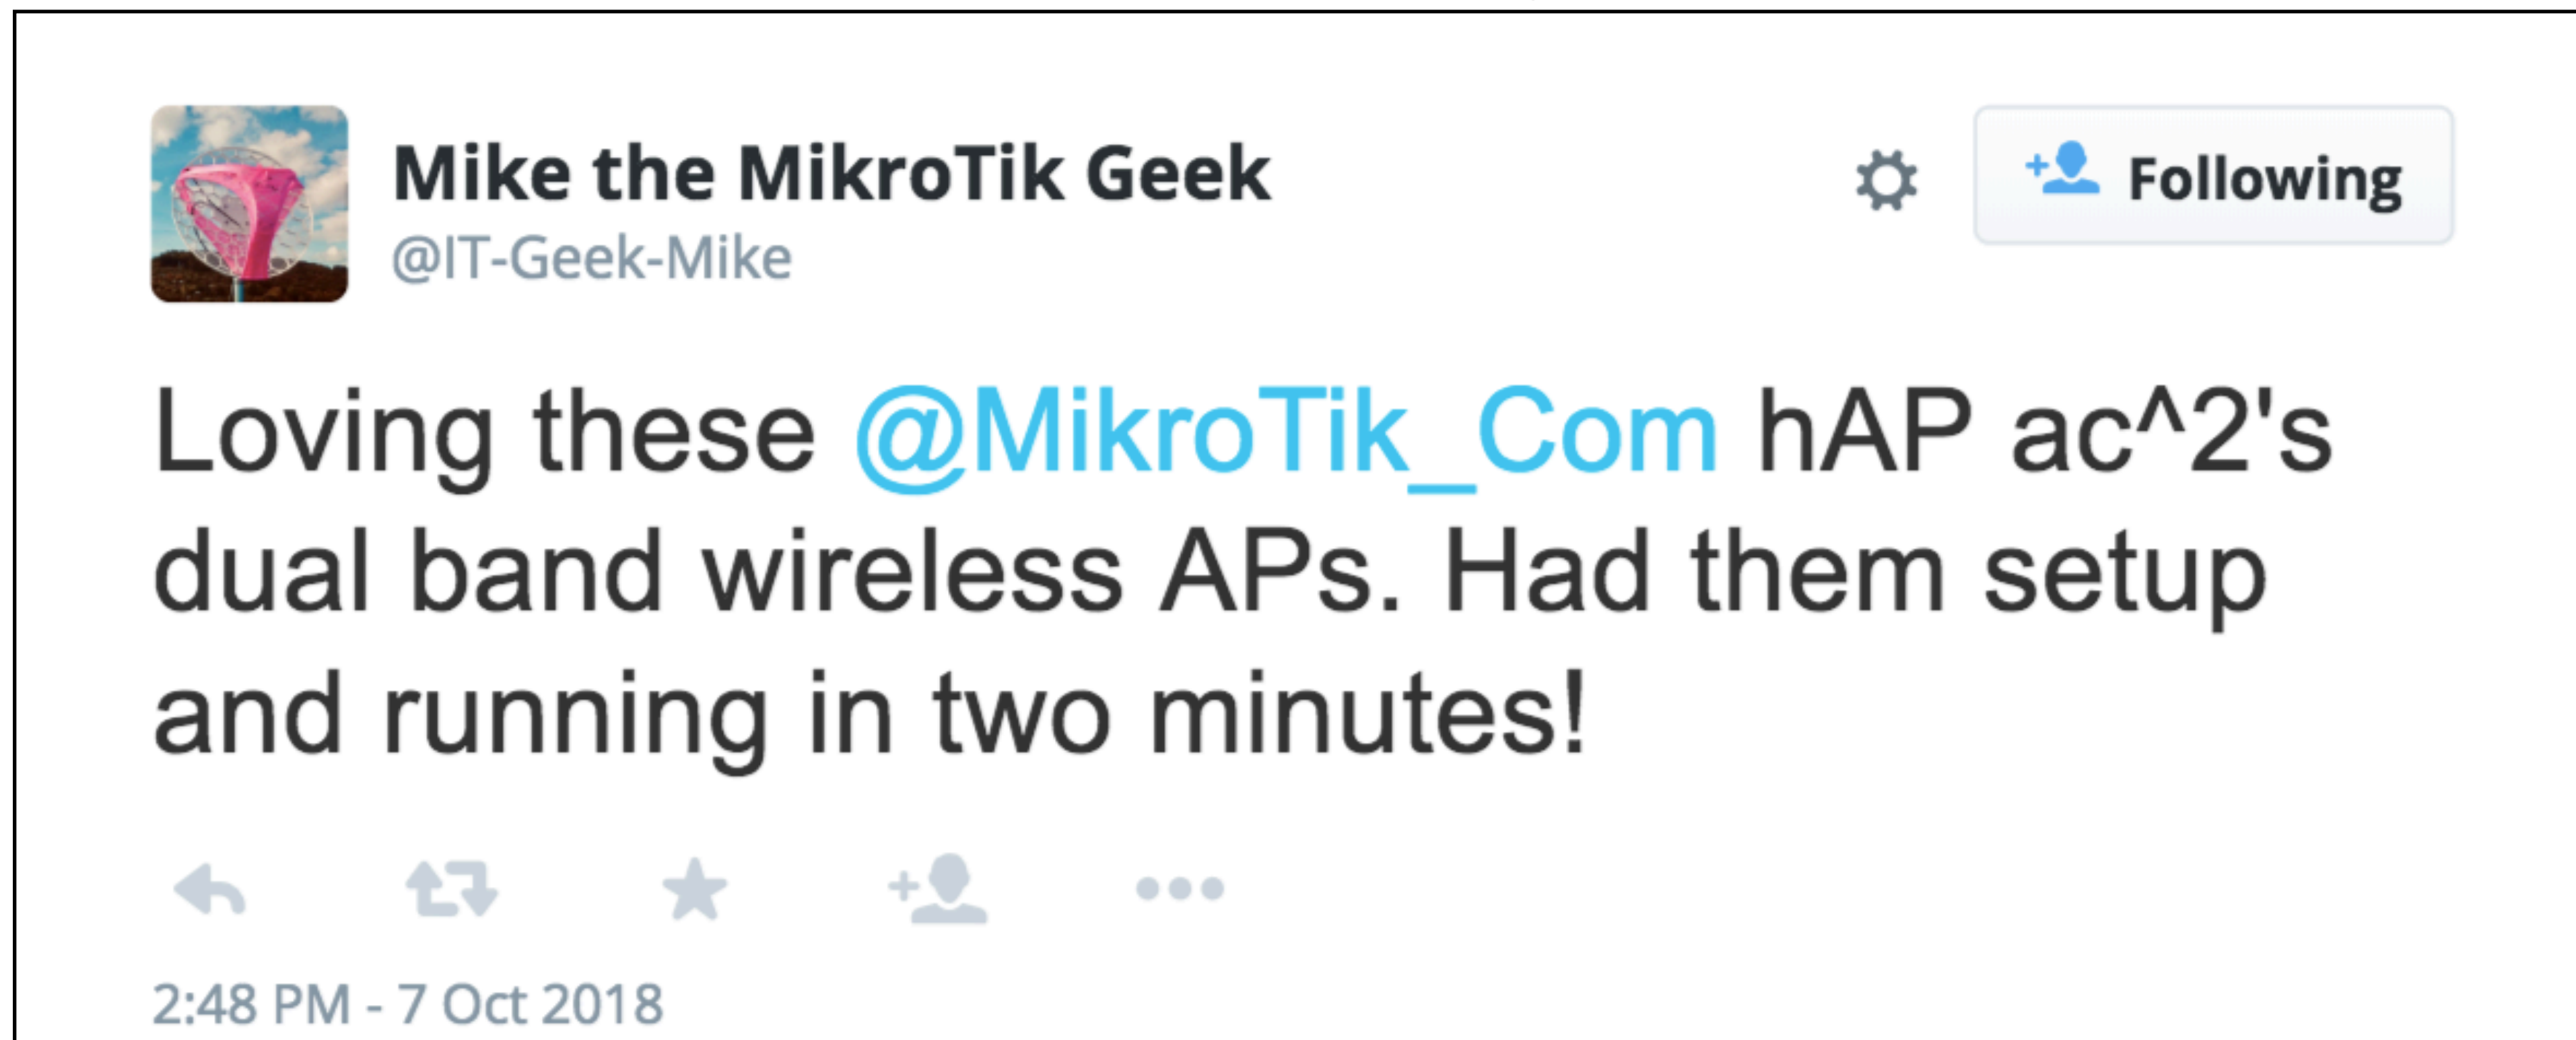 Mike the MikroTik Geek
@IT-Geek-Mike
Following
Loving these @MikroTik_Com hAP ac^2's
dual band wireless APs. Had them setup
and running in two minutes!
2:48 PM - 7 Oct 2018